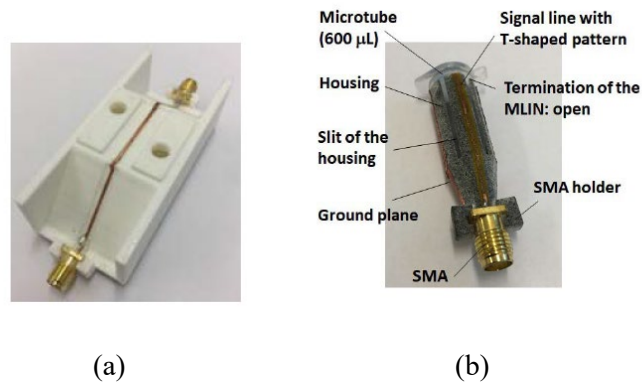 Microtube
(600 µL)
Housing
Slit of the
housing
Ground plane
SMA
Signal line with
T-shaped pattern
Termination of the
MLIN: open
SMA holder
(a)
(b)